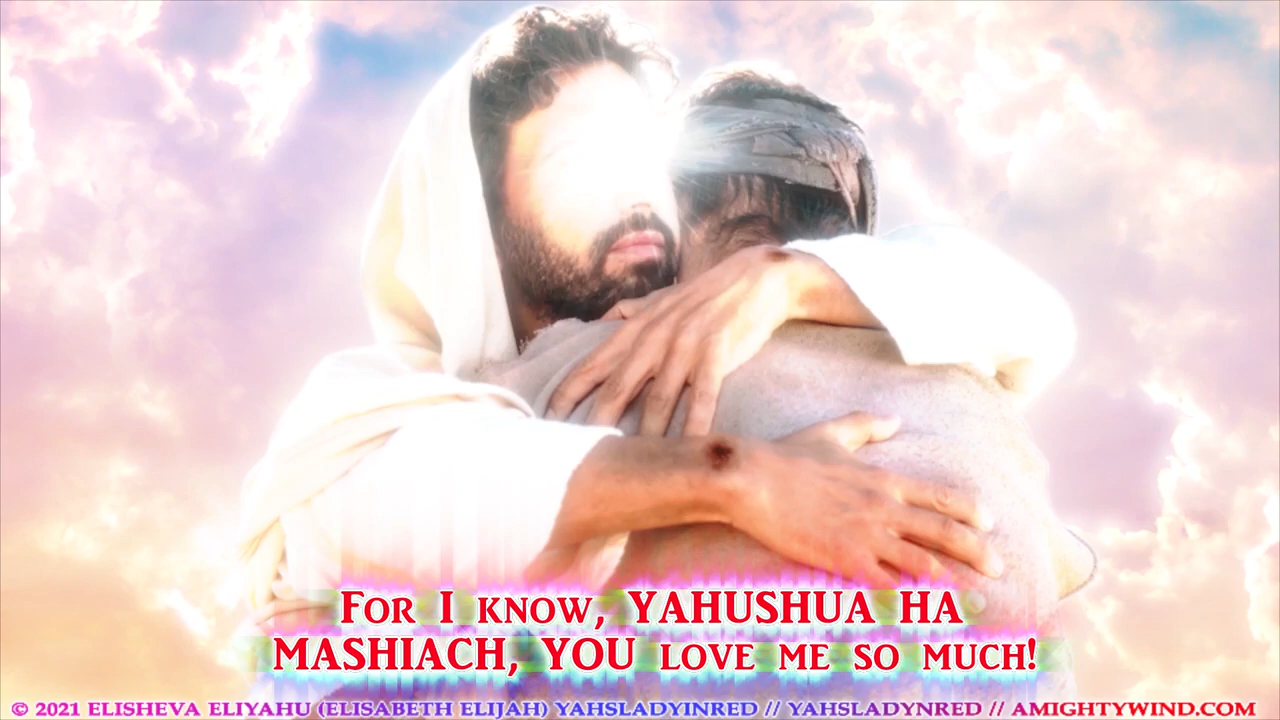 For I know, YAHUSHUA HA
MASHIACH, YOU love me so much!
© 2021 ELISHEVA ELIYAHU (ELISABETH ELIJAH) YAHSLADYINRED // YAHSLADYNRED // AMIGHTYWIND.COM